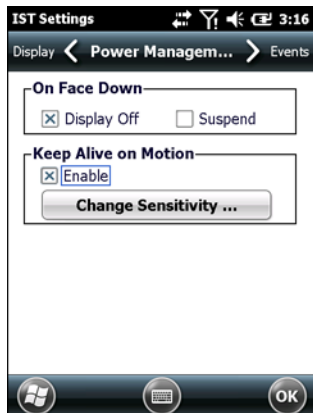 IST Settings 3:16
Display Power Managem... Events
On Face Down
Display Off Suspend
Keep Alive on Motion
Enable
Change Sensitivity ...
OK